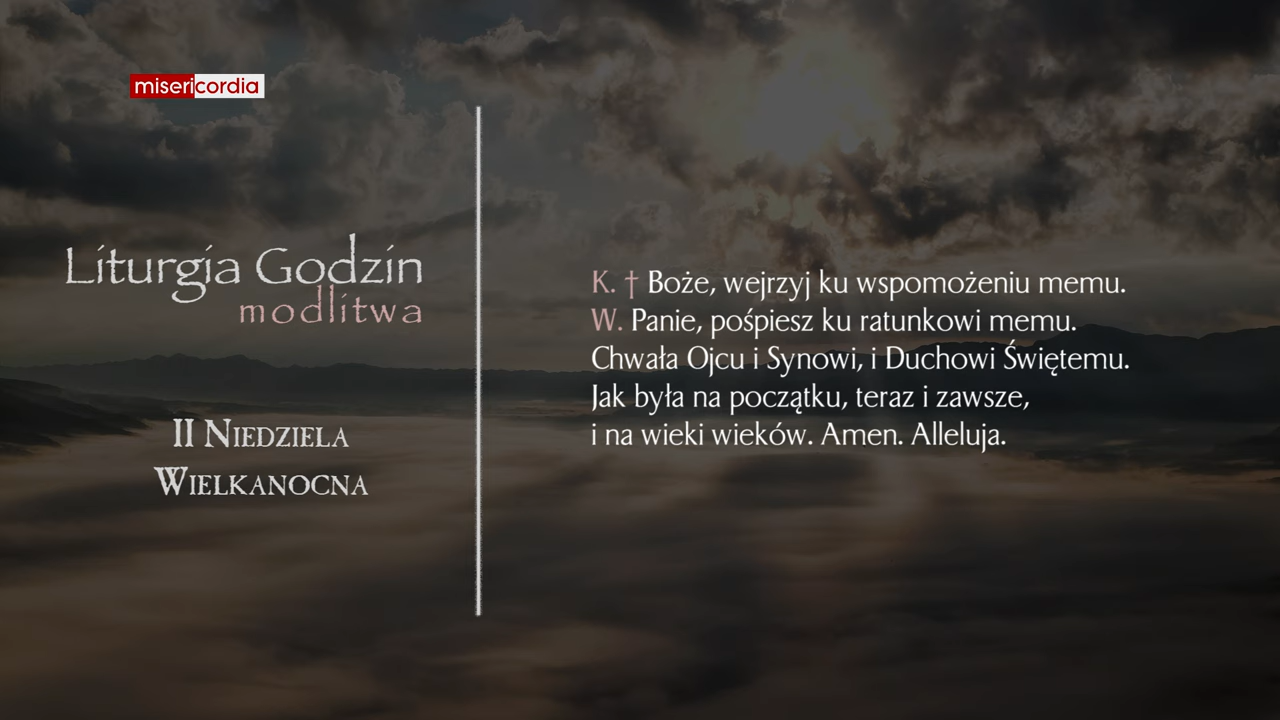 misericordia
Liturgia Godzin
modlitwa
II Niedziela
Wielkanocna
K. † Boże, wejrzyj ku wspomożeniu memu.
W. Panie, pośpiesz ku ratunkowi memu.
Chwała Ojcu i Synowi, i Duchowi Świętemu.
Jak była na początku, teraz i zawsze,
i na wieki wieków. Amen. Alleluja.